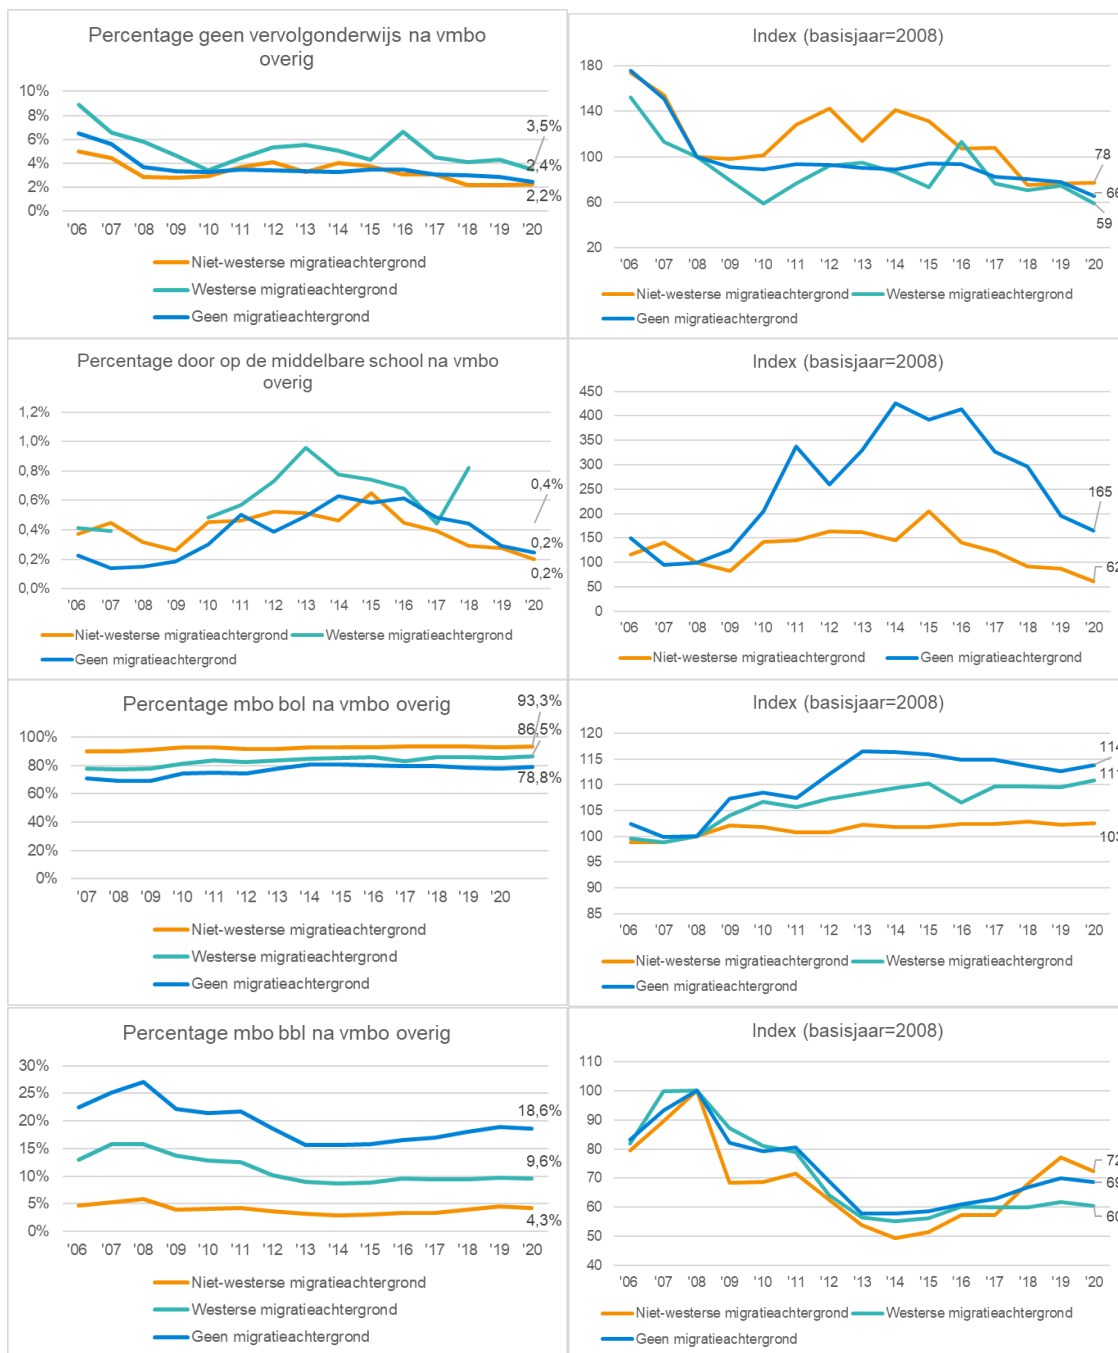 Percentage geen vervolgonderwijs na vmbo
overig
10%
8%
6%
4%
2%
0%
3,5%
2,4%
2,2%
'06 '07 '08 '09 '10 '11 '12 '13 '14 '15 '16 '17 '18 '19 '20
Niet-westerse migratieachtergrond
Westerse migratieachtergrond
Geen migratieachtergrond
Index (basisjaar=2008)
180
140
100
60
20
78
66
59
'06 '07 '08 '09 '10 '11 '12 '13 '14 '15 '16 '17 '18 '19 '20
Niet-westerse migratieachtergrond Westerse migratieachtergrond
Geen migratieachtergrond
Percentage door op de middelbare school na vmbo
overig
1,2%
1,0%
0,8%
0,6%
0,4%
0,2%
0,0%
0,4%
0,2%
0,2%
'06 '07 '08 '09 '10 '11 '12 '13 '14 '15 '16 '17 '18 '19 '20
Niet-westerse migratieachtergrond Westerse migratieachtergrond
Geen migratieachtergrond
Index (basisjaar=2008)
450
400
350
300
250
200
150
100
50
0
165
62
'06 '07 '08 '09 '10 '11 '12 '13 '14 '15 '16 '17 '18 '19 '20
Niet-westerse migratieachtergrond Geen migratieachtergrond
Percentage mbo bol na vmbo overig
100%
80%
60%
40%
20%
0%
93,3%
86,5%
78,8%
'07 '08 '09 '10 '11 '12 '13 '14 '15 '16 '17 '18 '19 '20
Niet-westerse migratieachtergrond
Westerse migratieachtergrond
Geen migratieachtergrond
Index (basisjaar=2008)
120
115
110
105
100
95
90
85
114
111
103
'06 '07 '08 '09 '10 '11 '12 '13 '14 '15 '16 '17 '18 '19 '20
Niet-westerse migratieachtergrond Westerse migratieachtergrond
Geen migratieachtergrond
Percentage mbo bbl na vmbo overig
30%
25%
20%
15%
10%
5%
0%
18,6%
9,6%
4,3%
'06 '07 '08 '09 '10 '11 '12 '13 '14 '15 '16 '17 '18 '19 '20
Niet-westerse migratieachtergrond
Westerse migratieachtergrond
Geen migratieachtergrond
Index (basisjaar=2008)
110
100
90
80
70
60
50
40
72
69
60
'06 '07 '08 '09 '10 '11 '12 '13 '14 '15 '16 '17 '18 '19 '20
Niet-westerse migratieachtergrond Westerse migratieachtergrond
Geen migratieachtergrond